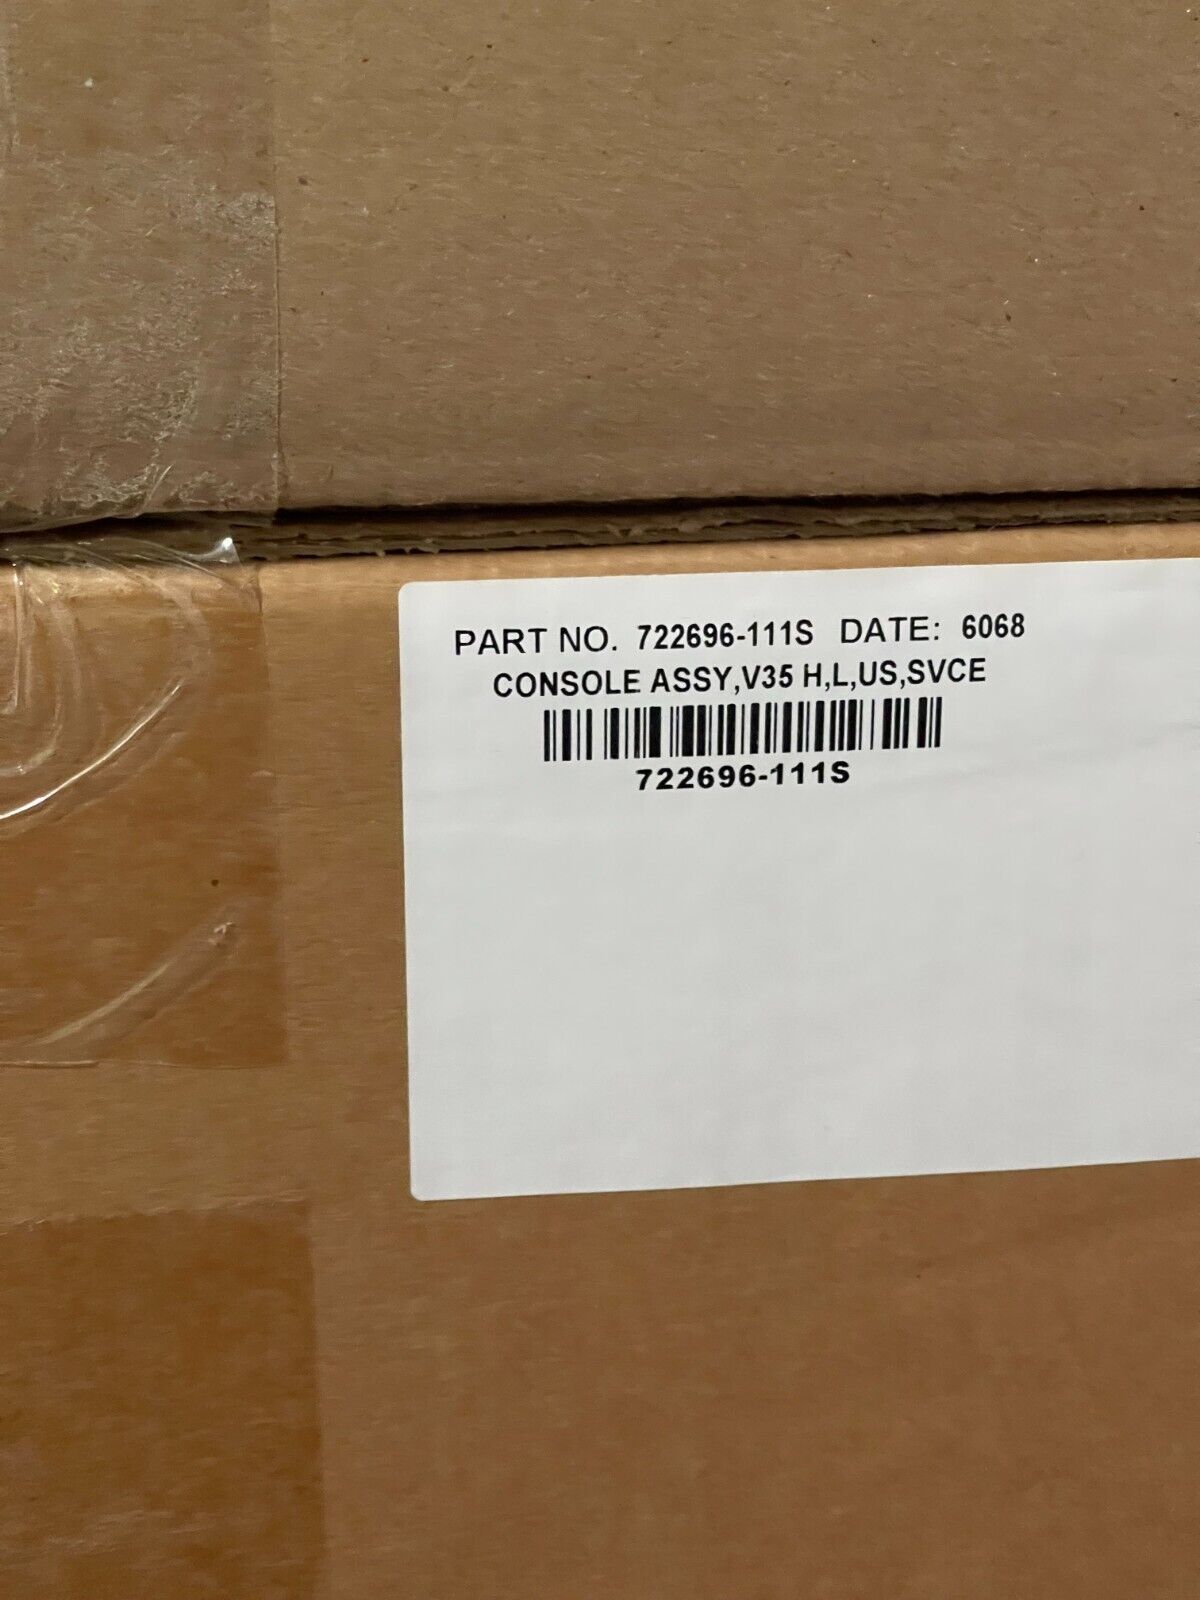 PART NO. 722696-111S DATE: 6068
CONSOLE ASSY,V35 H,L,US,SVCE
722696-111S